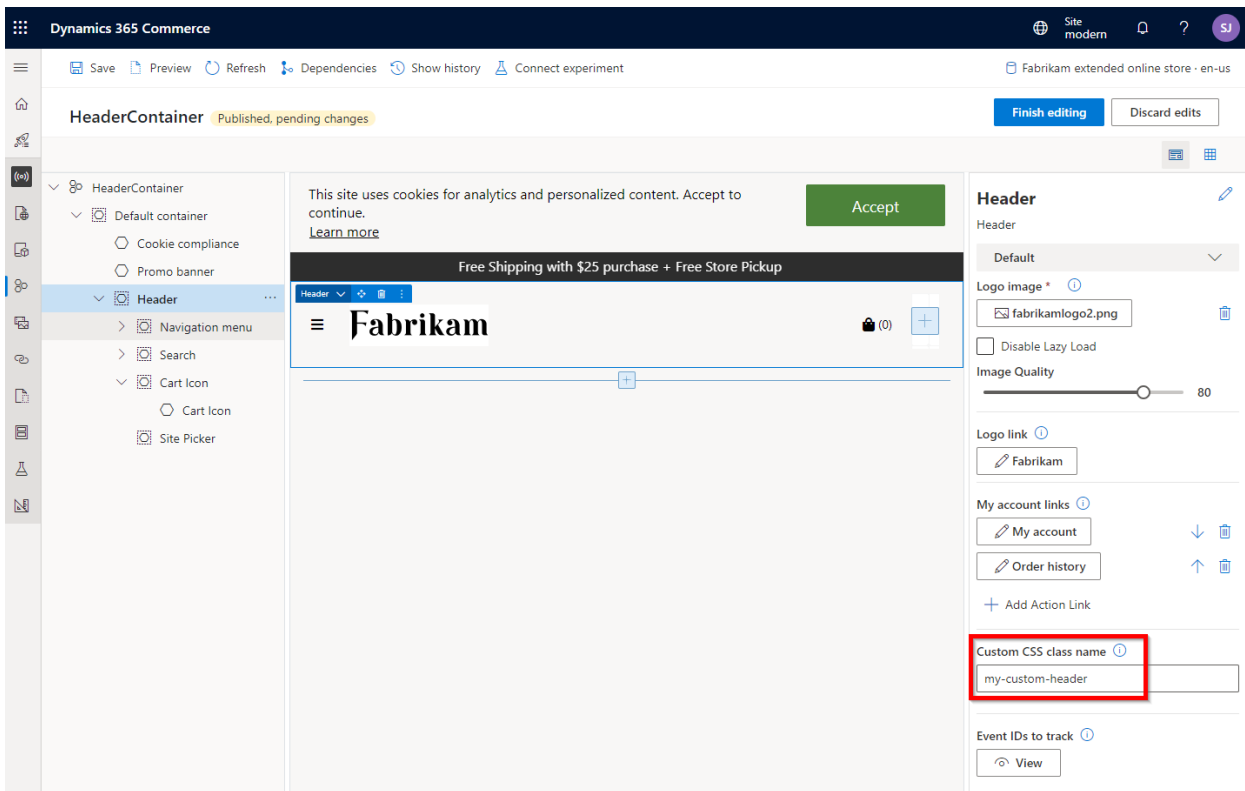 Dynamics 365 Commerce
Site
modern
?
SJ
Save
Preview
Refresh
Dependencies
Show history
Connect experiment
Fabrikam extended online store - en-us
HeaderContainer
Published, pending changes
Finish editing
Discard edits
HeaderContainer
Default container
Cookie compliance
Promo banner
Header
Navigation menu
Search
Cart Icon
Cart Icon
Site Picker
This site uses cookies for analytics and personalized content. Accept to
continue.
Learn more
Accept
Free Shipping with $25 purchase + Free Store Pickup
Header
Fabrikam
(0)
Header
Header
Default
Logo image *
fabrikamlogo2.png
Disable Lazy Load
Image Quality
80
Logo link
Fabrikam
My account links
My account
Order history
Add Action Link
Custom CSS class name
my-custom-header
Event IDs to track
View